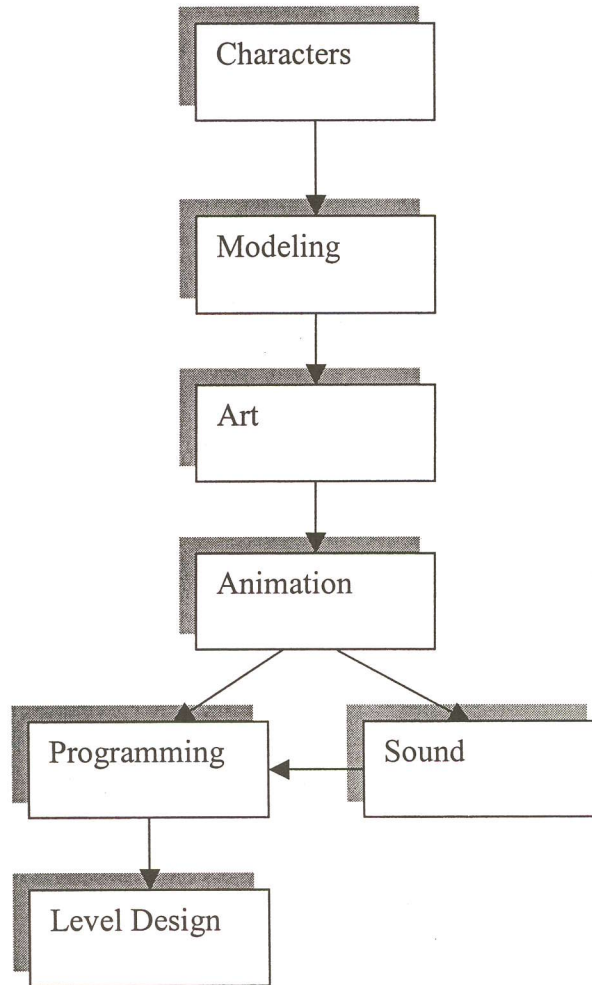 Characters
Modeling
Art
Animation
Programming
Sound
Level Design